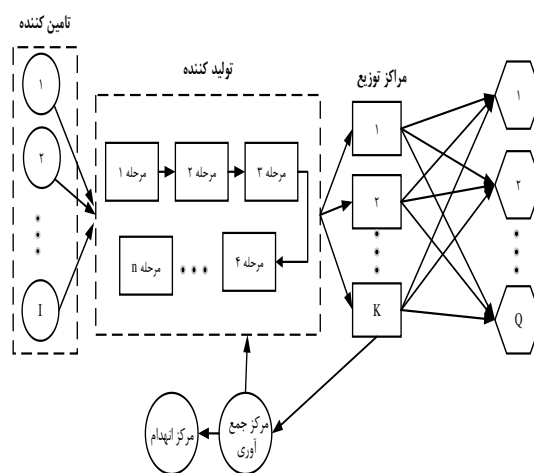 تامین کننده
تولید کننده
مراکز توزیع
۱
۲
I
مرحله ۱
مرحله ۲
مرحله 3
مرحله ۴
مرحله n
۱
۲
K
۱
۲
Q
مرکز جمع
آوری
مرکز انهدام